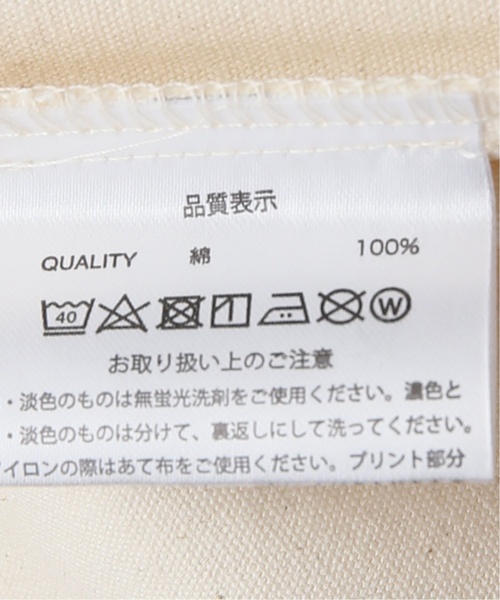 品質表示
QUALITY 綿 100%
40 W
お取り扱い上のご注意
・淡色のものは無蛍光洗剤をご使用ください。濃色と
・淡色のものは分けて、裏返しにして洗ってください。
イロンの際はあて布をご使用ください。プリント部分